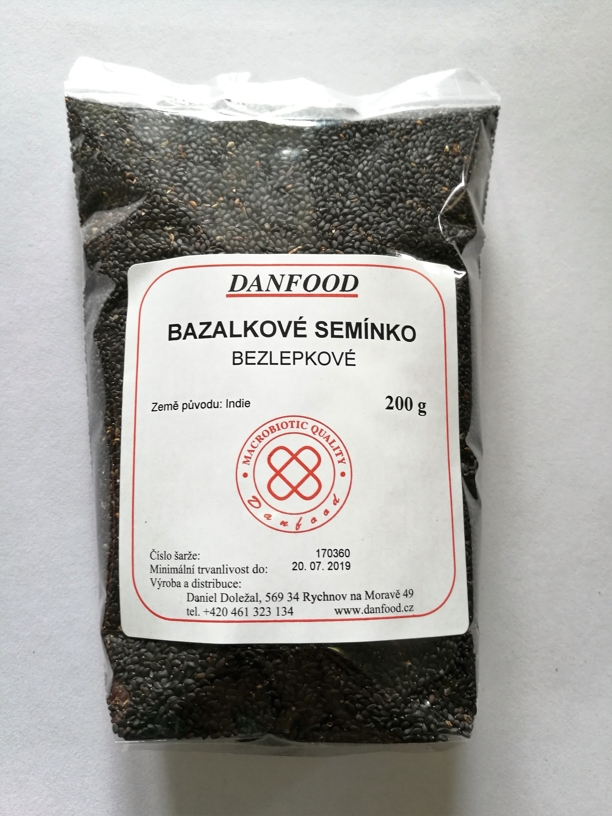 DANFOOD
BAZALKOVÉ SEMÍNKO
BEZLEPKOVÉ
Země původu: Indie 200 g
MACROBIOTIC QUALITY
Danfood
Číslo šarže: 170360
Minimální trvanlivost do: 20. 07. 2019
Výroba a distribuce:
Daniel Doležal, 569 34 Rychnov na Moravě 49
tel. +420 461 323 134 www.danfood.cz